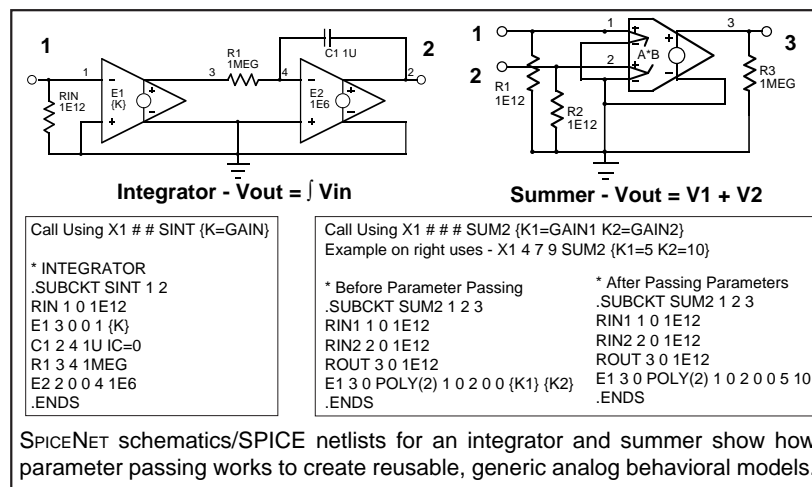 1
2
R1
1MEG
C1 1U
1
3
4
2
RIN
1E12
E1
{K}
E2
1E6
Integrator - Vout = ∫ Vin
1
2
3
1
2
3
A*B
R1
1E12
R2
1E12
R3
1MEG
Summer - Vout = V1 + V2
Call Using X1 # # SINT {K=GAIN}
* INTEGRATOR
.SUBCKT SINT 1 2
RIN 1 0 1E12
E1 3 0 0 1 {K}
C1 2 4 1U IC=0
R1 3 4 1MEG
E2 2 0 0 4 1E6
.ENDS
Call Using X1 # # # SUM2 {K1=GAIN1 K2=GAIN2}
Example on right uses - X1 4 7 9 SUM2 {K1=5 K2=10}
* Before Parameter Passing
.SUBCKT SUM2 1 2 3
RIN1 1 0 1E12
RIN2 2 0 1E12
ROUT 3 0 1E12
E1 3 0 POLY(2) 1 0 2 0 0 {K1} {K2}
.ENDS
* After Passing Parameters
.SUBCKT SUM2 1 2 3
RIN1 1 0 1E12
RIN2 2 0 1E12
ROUT 3 0 1E12
E1 3 0 POLY(2) 1 0 2 0 0 5 10
.ENDS
SPICENET schematics/SPICE netlists for an integrator and summer show how
parameter passing works to create reusable, generic analog behavioral models.